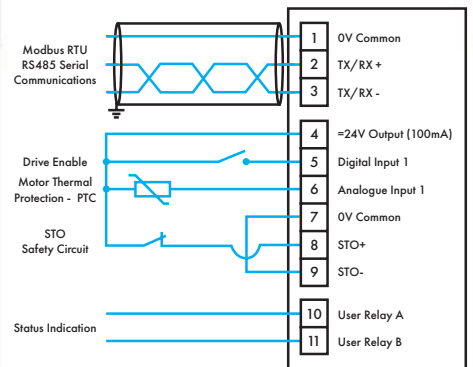 Modbus RTU
RS485 Serial
Communications
1 0V Common
2 TX/RX +
3 TX/RX -
4 =24V Output (100mA)
Drive Enable
5 Digital Input 1
Motor Thermal
Protection - PTC
6 Analogue Input 1
7 0V Common
STO
Safety Circuit
8 STO+
9 STO-
Status Indication
10 User Relay A
11 User Relay B